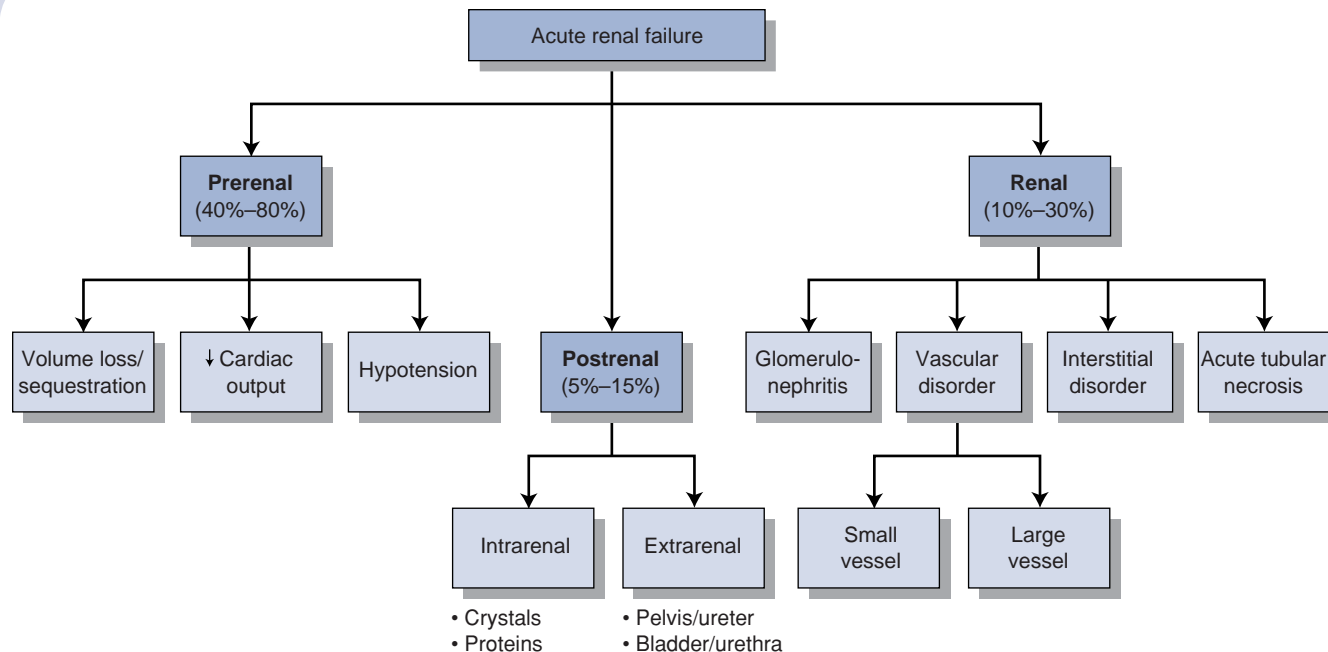 Acute renal failure
Prerenal
(40%–80%)
Renal
(10%–30%)
Volume loss/
sequestration
↓ Cardiac
output
Hypotension
Postrenal
(5%–15%)
Glomerulo-
nephritis
Vascular
disorder
Interstitial
disorder
Acute tubular
necrosis
Intrarenal
Extrarenal
Small
vessel
Large
vessel
• Crystals
• Proteins
• Pelvis/ureter
• Bladder/urethra